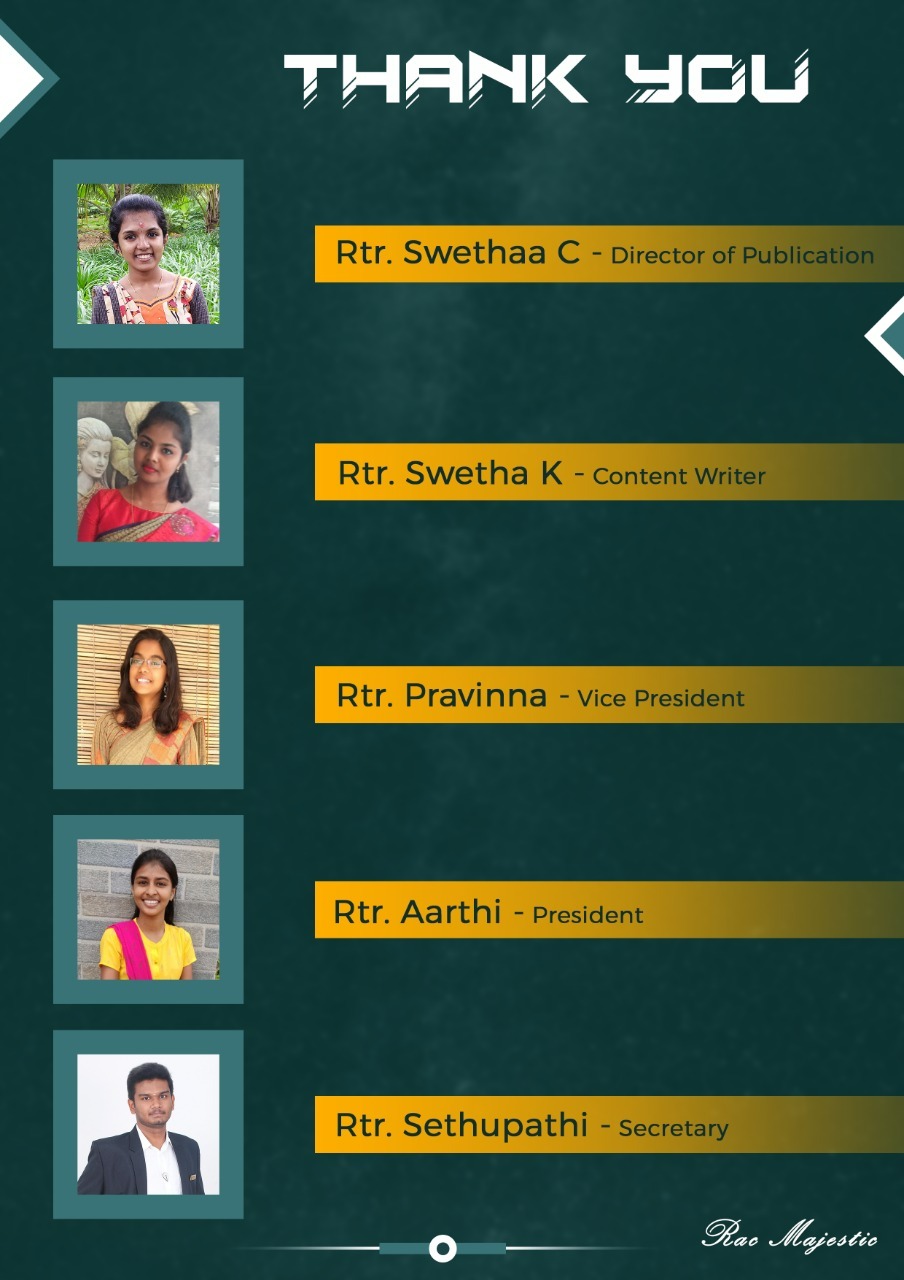 THANK YOU
Rtr. Swethaa C - Director of Publication
Rtr. Swetha K - Content Writer
Rtr. Pravinna - Vice President
Rtr. Aarthi - President
Rtr. Sethupathi - Secretary
Rac Majestic